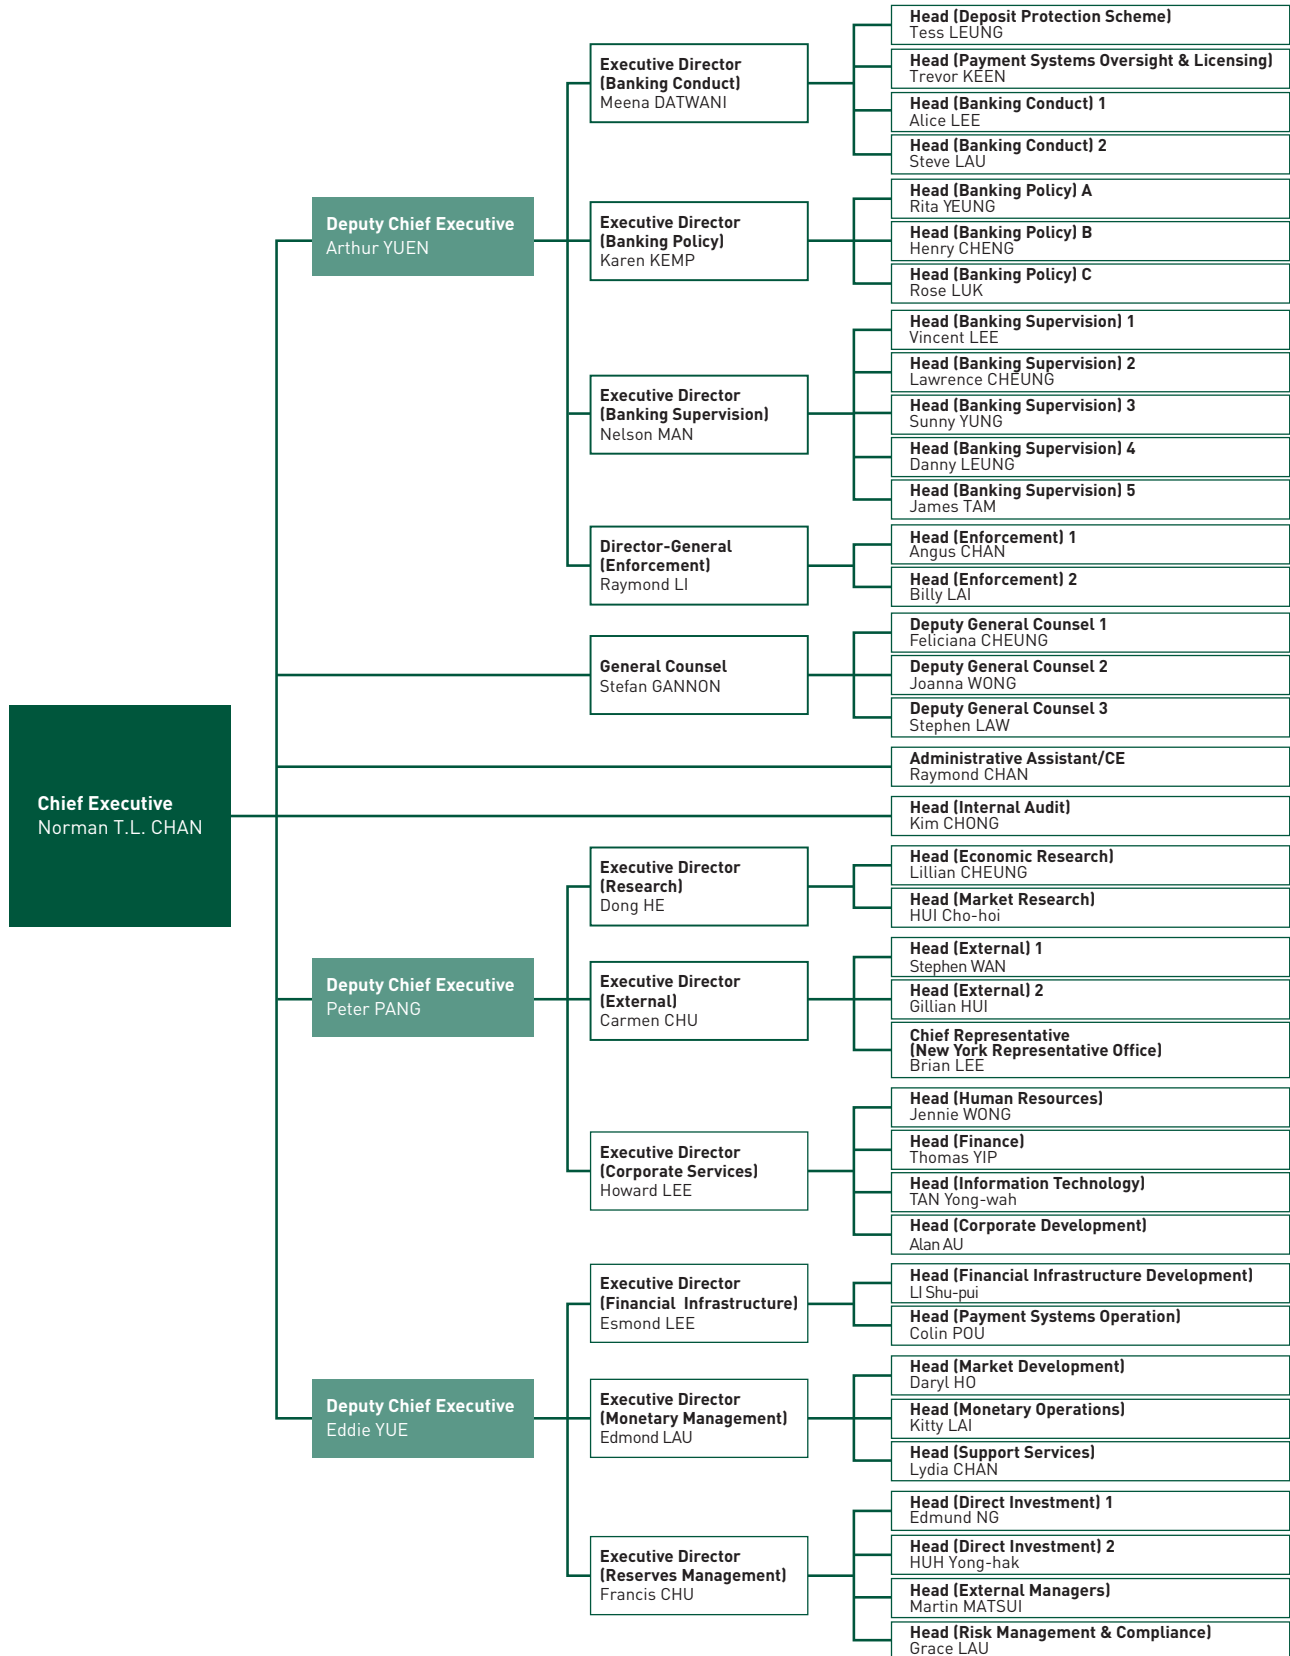 Chief Executive
Norman T.L. CHAN
Deputy Chief Executive
Arthur YUEN
Executive Director
(Banking Conduct)
Meena DATWANI
Head (Deposit Protection Scheme)
Tess LEUNG
Head (Payment Systems Oversight & Licensing)
Trevor KEEN
Head (Banking Conduct) 1
Alice LEE
Head (Banking Conduct) 2
Steve LAU
Executive Director
(Banking Policy)
Karen KEMP
Head (Banking Policy) A
Rita YEUNG
Head (Banking Policy) B
Henry CHENG
Head (Banking Policy) C
Rose LUK
Executive Director
(Banking Supervision)
Nelson MAN
Head (Banking Supervision) 1
Vincent LEE
Head (Banking Supervision) 2
Lawrence CHEUNG
Head (Banking Supervision) 3
Sunny YUNG
Head (Banking Supervision) 4
Danny LEUNG
Head (Banking Supervision) 5
James TAM
Director-General
(Enforcement)
Raymond LI
Head (Enforcement) 1
Angus CHAN
Head (Enforcement) 2
Billy LAI
General Counsel
Stefan GANNON
Deputy General Counsel 1
Feliciana CHEUNG
Deputy General Counsel 2
Joanna WONG
Deputy General Counsel 3
Stephen LAW
Administrative Assistant/CE
Raymond CHAN
Head (Internal Audit)
Kim CHONG
Deputy Chief Executive
Peter PANG
Executive Director
(Research)
Dong HE
Head (Economic Research)
Lillian CHEUNG
Head (Market Research)
HUI Cho-hoi
Executive Director
(External)
Carmen CHU
Head (External) 1
Stephen WAN
Head (External) 2
Gillian HUI
Chief Representative
(New York Representative Office)
Brian LEE
Executive Director
(Corporate Services)
Howard LEE
Head (Human Resources)
Jennie WONG
Head (Finance)
Thomas YIP
Head (Information Technology)
TAN Yong-wah
Head (Corporate Development)
Alan AU
Deputy Chief Executive
Eddie YUE
Executive Director
(Financial Infrastructure)
Esmond LEE
Head (Financial Infrastructure Development)
LI Shu-pui
Head (Payment Systems Operation)
Colin POU
Executive Director
(Monetary Management)
Edmond LAU
Head (Market Development)
Daryl HO
Head (Monetary Operations)
Kitty LAI
Head (Support Services)
Lydia CHAN
Executive Director
(Reserves Management)
Francis CHU
Head (Direct Investment) 1
Edmund NG
Head (Direct Investment) 2
HUH Yong-hak
Head (External Managers)
Martin MATSUI
Head (Risk Management & Compliance)
Grace LAU